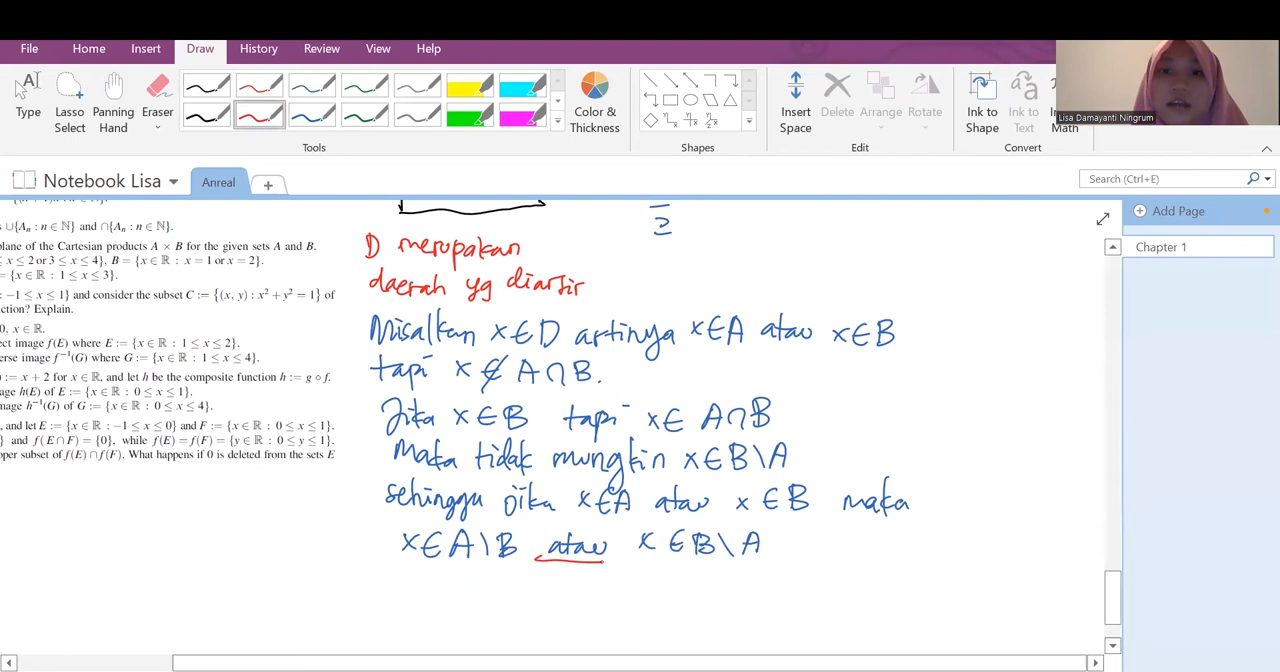 File Home Insert Draw History Review View Help
Type
Lasso Select
Panning Hand
Eraser
Color & Thickness
Insert Space
Delete
Arrange
Rotate
Ink to Shape
Ink to Text
Math
Tools
Shapes
Edit
Convert
Lisa Damayanti Ningrum
Notebook Lisa
Anreal
Search (Ctrl+E)
Add Page
Chapter 1
s ∪{Aₙ : n ∈ ℕ} and ∩{Aₙ : n ∈ ℕ}.
plane of the Cartesian products A × B for the given sets A and B.
≤ x ≤ 2 or 3 ≤ x ≤ 4}, B = {x ∈ ℝ : x = 1 or x = 2}.
= {x ∈ ℝ : 1 ≤ x ≤ 3}.
: −1 ≤ x ≤ 1} and consider the subset C := {(x, y) : x² + y² = 1} of
nction? Explain.
0, x ∈ ℝ.
ect image f(E) where E := {x ∈ ℝ : 1 ≤ x ≤ 2}.
erse image f⁻¹(G) where G := {x ∈ ℝ : 1 ≤ x ≤ 4}.
:= x + 2 for x ∈ ℝ, and let h be the composite function h := g ∘ f.
age h(E) of E := {x ∈ ℝ : 0 ≤ x ≤ 1}.
mage h⁻¹(G) of G := {x ∈ ℝ : 0 ≤ x ≤ 4}.
, and let E := {x ∈ ℝ : −1 ≤ x ≤ 0} and F := {x ∈ ℝ : 0 ≤ x ≤ 1}.
} and f(E ∩ F) = {0}, while f(E) = f(F) = {y ∈ ℝ : 0 ≤ y ≤ 1}.
oper subset of f(E) ∩ f(F). What happens if 0 is deleted from the sets E
2
D merupakan
daerah yg diarsir
Misalkan x ∈ D artinya x ∈ A atau x ∈ B
tapi x ∉ A ∩ B.
Jika x ∈ B tapi x ∈ A ∩ B
Maka tidak mungkin x ∈ B \ A
sehingga jika x ∈ A atau x ∈ B maka
x ∈ A \ B atau x ∈ B \ A